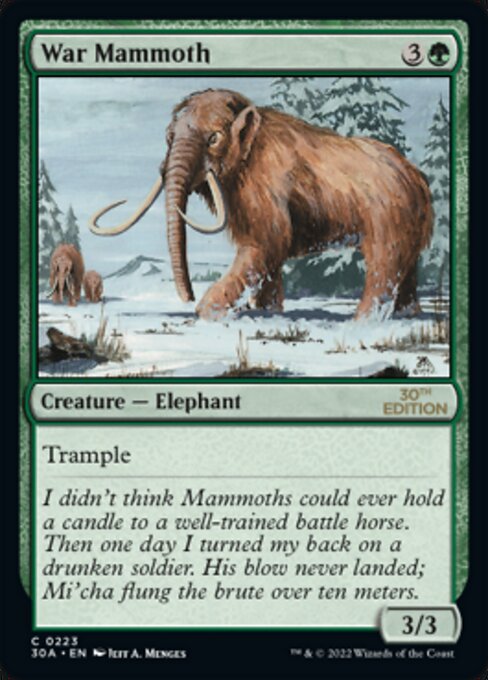 War Mammoth 3
Creature — Elephant
30TH
EDITION
Trample
I didn't think Mammoths could ever hold
a candle to a well-trained battle horse.
Then one day I turned my back on a
drunken soldier. His blow never landed;
Mi'cha flung the brute over ten meters.
3/3
C 0223
30A • EN Jeff A. Menges
™ & © 2022 Wizards of the Coast